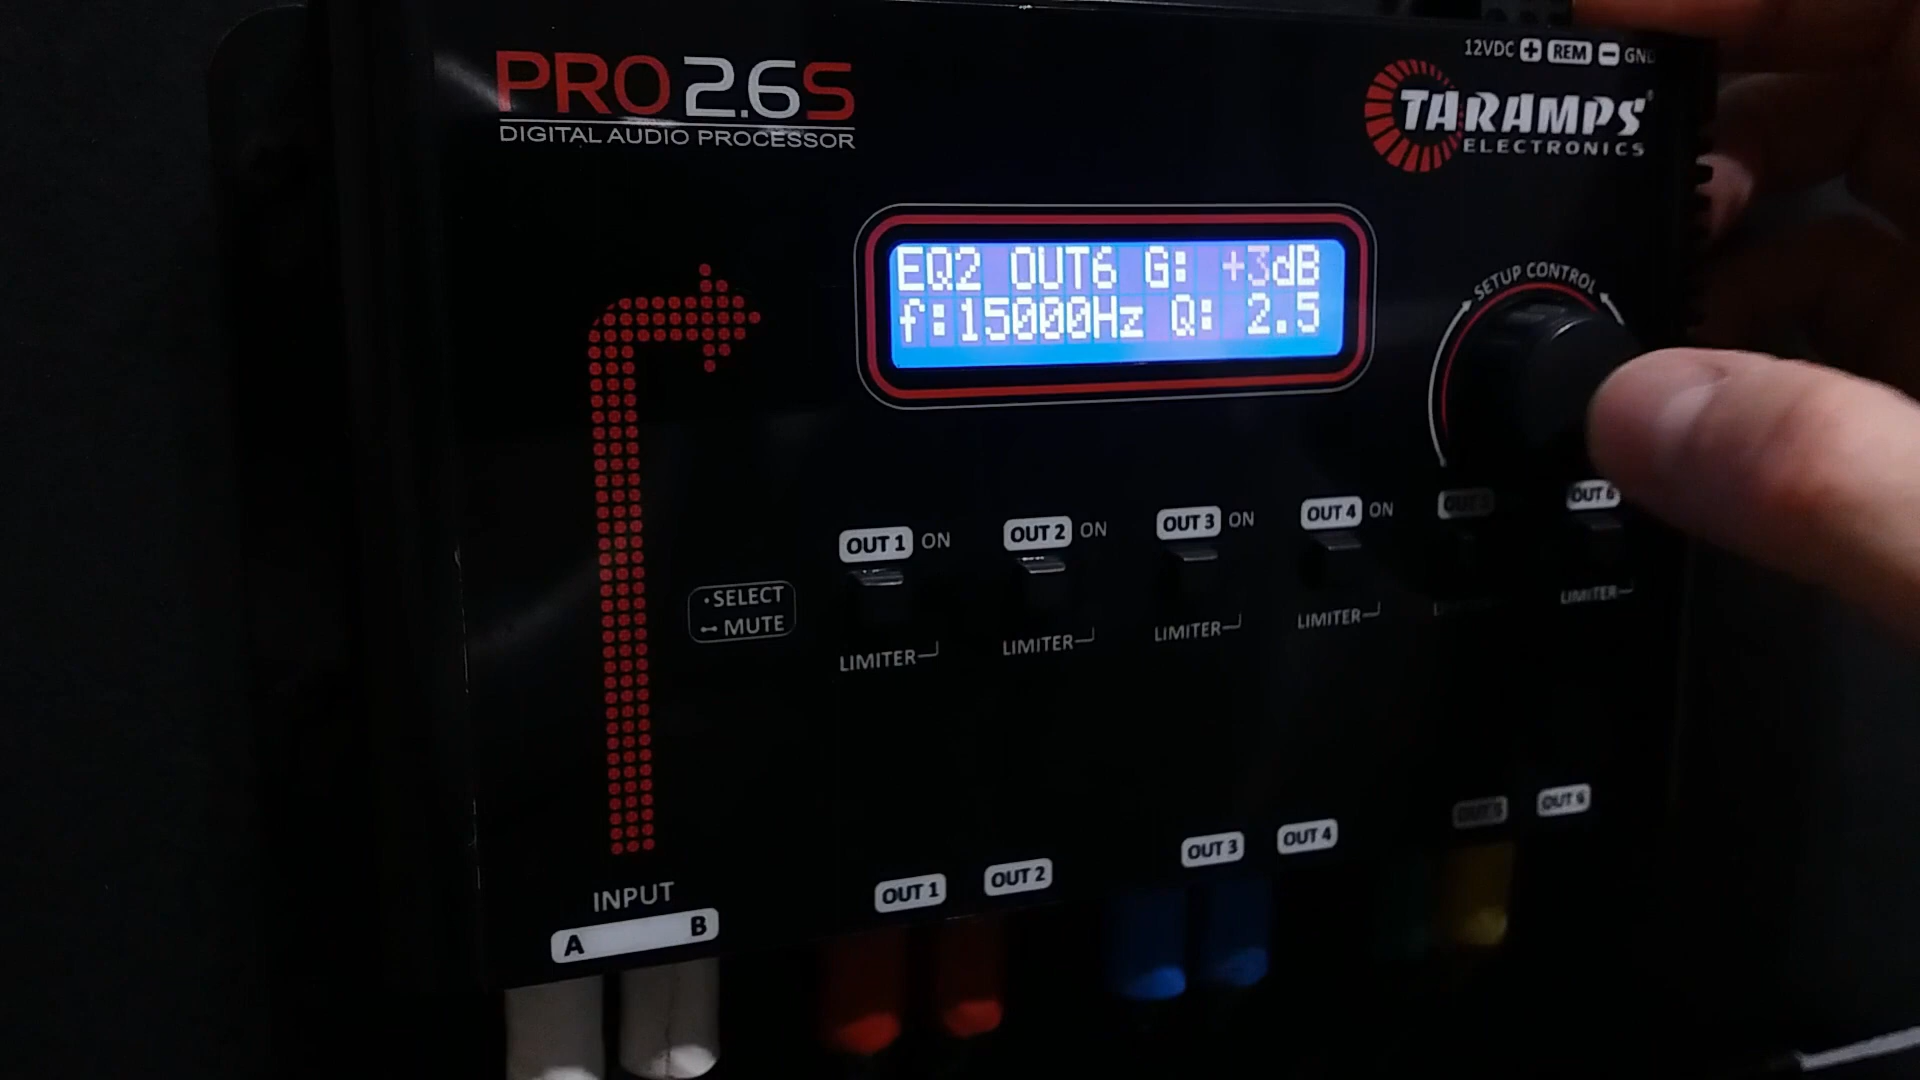 PRO 2.6S
DIGITAL AUDIO PROCESSOR
12VDC + REM - GND
TARAMPS
ELECTRONICS
EQ2 OUT6 G: +3dB
f:15000Hz Q: 2.5
SETUP CONTROL
OUT 1 ON
OUT 2 ON
OUT 3 ON
OUT 4 ON
OUT 5
OUT 6
SELECT
MUTE
LIMITER
LIMITER
LIMITER
LIMITER
LIMITER
LIMITER
INPUT
A B
OUT 1
OUT 2
OUT 3
OUT 4
OUT 5
OUT 6